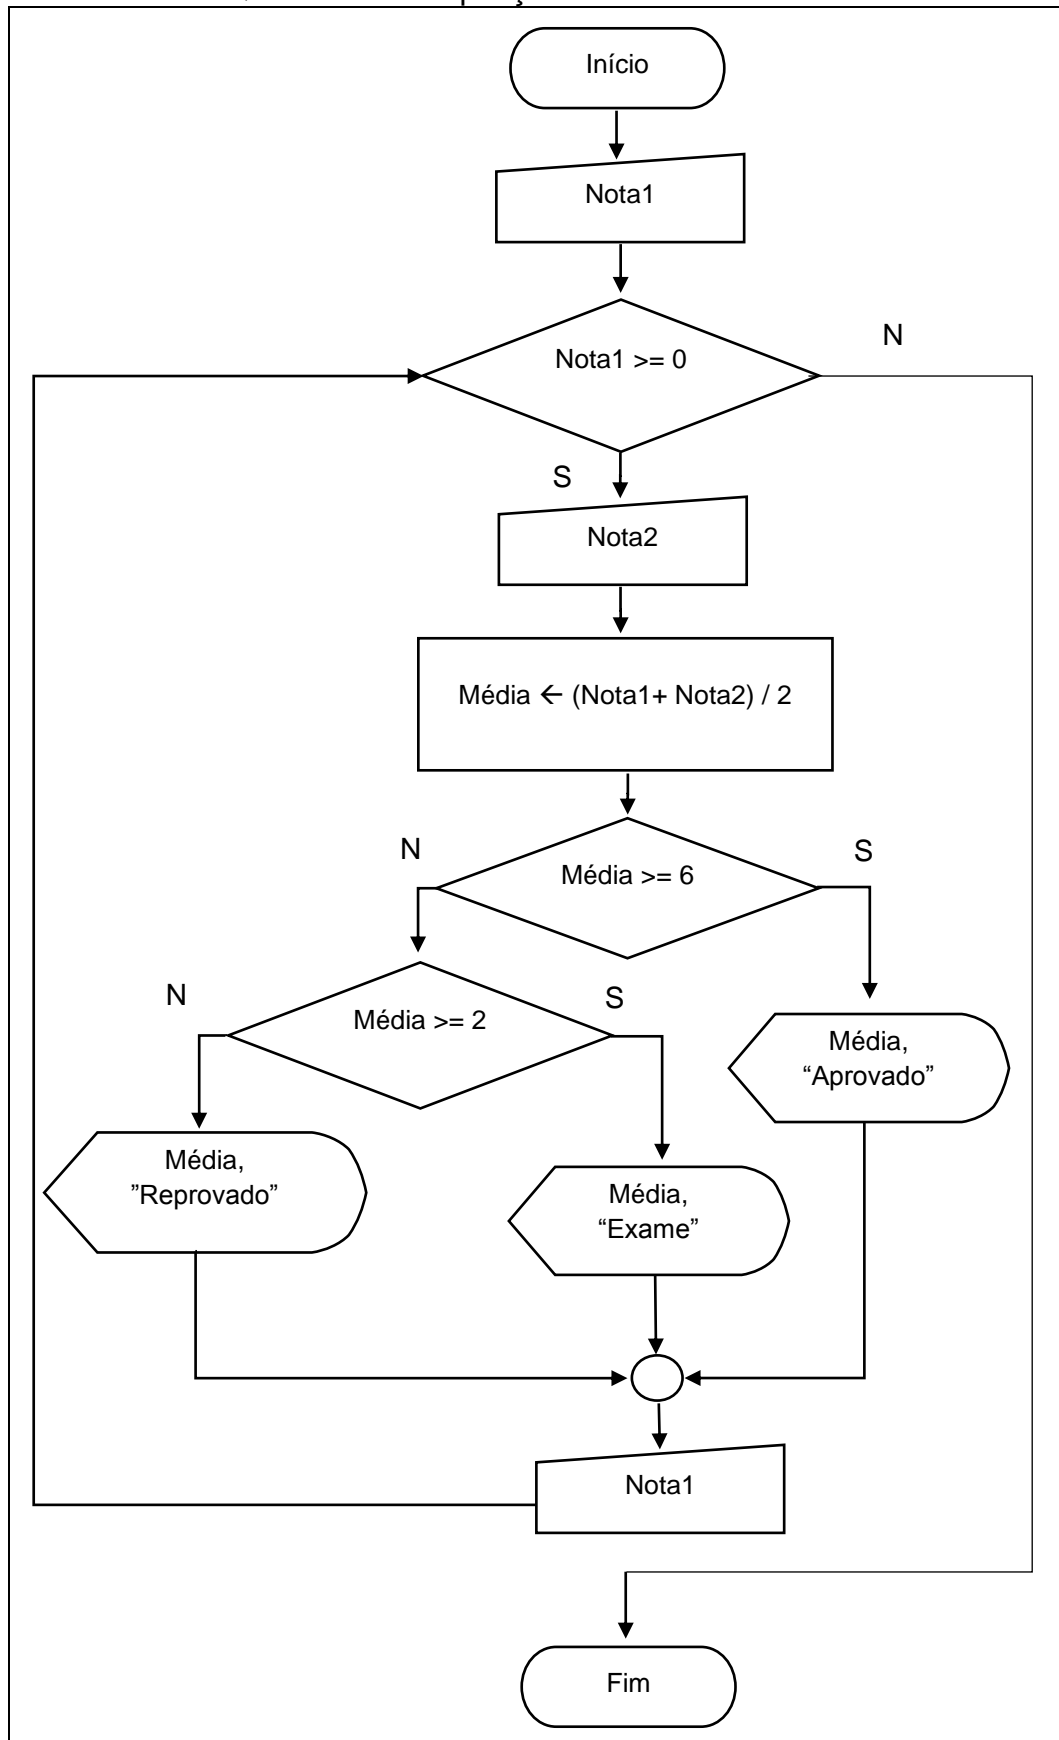 Início
Nota1
Nota1 >= 0
N
S
Nota2
Média ← (Nota1+ Nota2) / 2
N
S
Média >= 6
N
S
Média >= 2
Média,
“Aprovado”
Média,
”Reprovado”
Média,
“Exame”
Nota1
Fim